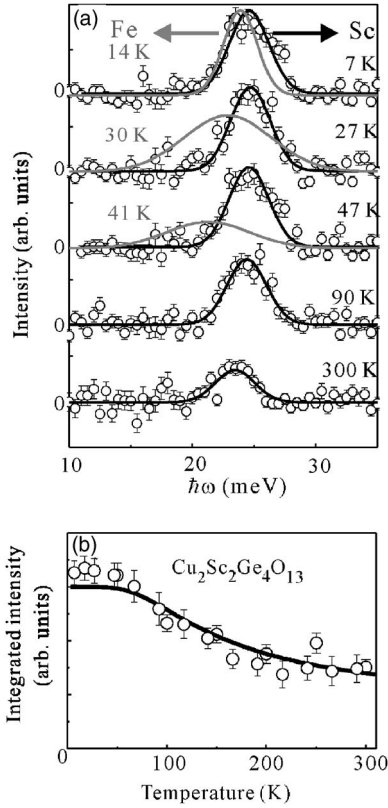 (a)
Fe
Sc
14 K
7 K
0
30 K
27 K
0
41 K
47 K
0
90 K
0
300 K
0
Intensity (arb. units)
10 20 30
ħω (meV)
(b)
Cu₂Sc₂Ge₄O₁₃
Integrated intensity
(arb. units)
0
0 100 200 300
Temperature (K)